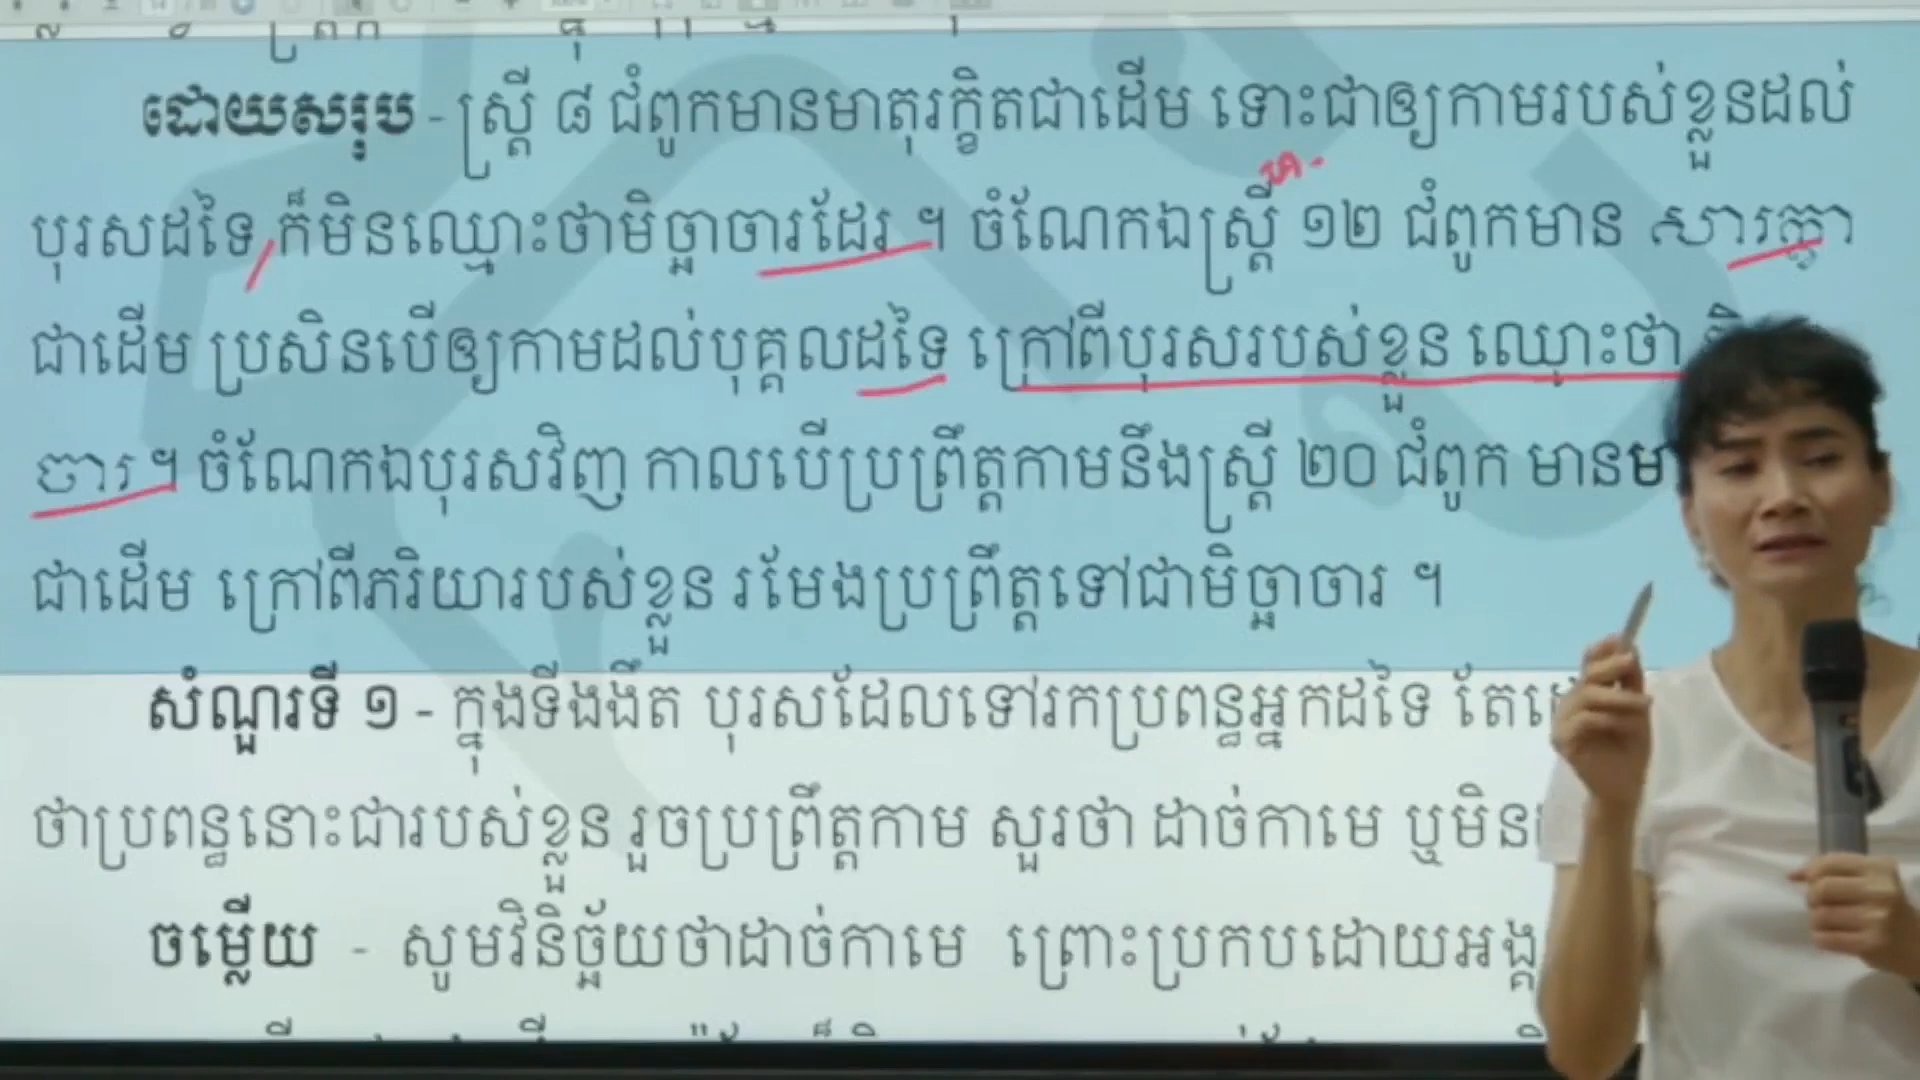 ដោយសរុប - ស្ត្រី ៨ ជំពូកមានមាតុរក្ខិតជាដើម ទោះជាឲ្យកាមរបស់ខ្លួនដល់
បុរសដទៃ ក៏មិនឈ្មោះថាមិច្ឆាចារដែរ ។ ចំណែកឯស្ត្រី ១២ ជំពូកមាន សារក្ខា
ជាដើម ប្រសិនបើឲ្យកាមដល់បុគ្គលដទៃ ក្រៅពីបុរសរបស់ខ្លួន ឈ្មោះថា
ចារ ។ ចំណែកឯបុរសវិញ កាលបើប្រព្រឹត្តកាមនឹងស្ត្រី ២០ ជំពូក មាន
ជាដើម ក្រៅពីភរិយារបស់ខ្លួន រមែងប្រព្រឹត្តទៅជាមិច្ឆាចារ ។
សំណួរទី ១ - ក្នុងទីងងឹត បុរសដែលទៅរកប្រពន្ធអ្នកដទៃ តែ
ថាប្រពន្ធនោះជារបស់ខ្លួន រួចប្រព្រឹត្តកាម សួរថា ដាច់កាមេ ឬមិន
ចម្លើយ - សូមវិនិច្ឆ័យថាដាច់កាមេ ព្រោះប្រកបដោយអង្គ